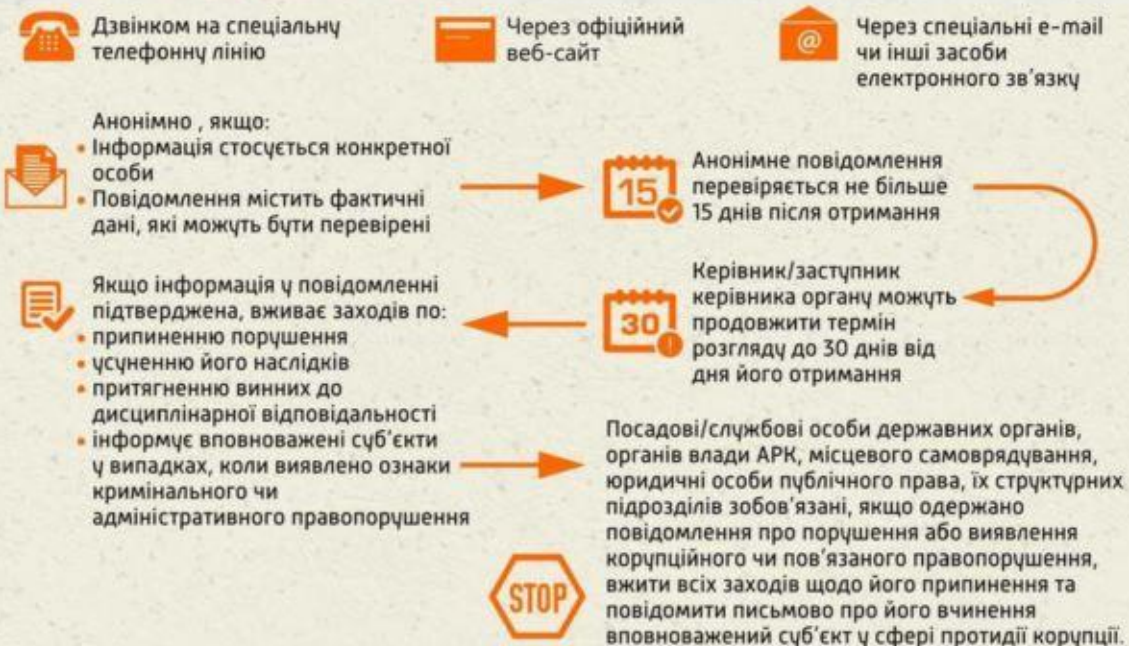 Дзвінком на спеціальну
телефонну лінію
Через офіційний
веб-сайт
@
Через спеціальні e-mail
чи інші засоби
електронного зв'язку
Анонімно , якщо:
• Інформація стосується конкретної
особи
• Повідомлення містить фактичні
дані, які можуть бути перевірені
15
Анонімне повідомлення
перевіряється не більше
15 днів після отримання
30
Керівник/заступник
керівника органу можуть
продовжити термін
розгляду до 30 днів від
дня його отримання
Якщо інформація у повідомленні
підтверджена, вживає заходів по:
• припиненню порушення
• усуненню його наслідків
• притягненню винних до
дисциплінарної відповідальності
• інформує вповноважені суб'єкти
у випадках, коли виявлено ознаки
кримінального чи
адміністративного правопорушення
STOP
Посадові/службові особи державних органів,
органів влади АРК, місцевого самоврядування,
юридичні особи публічного права, їх структурних
підрозділів зобов'язані, якщо одержано
повідомлення про порушення або виявлення
корупційного чи пов'язаного правопорушення,
вжити всіх заходів щодо його припинення та
повідомити письмово про його вчинення
вповноважений суб'єкт у сфері протидії корупції.